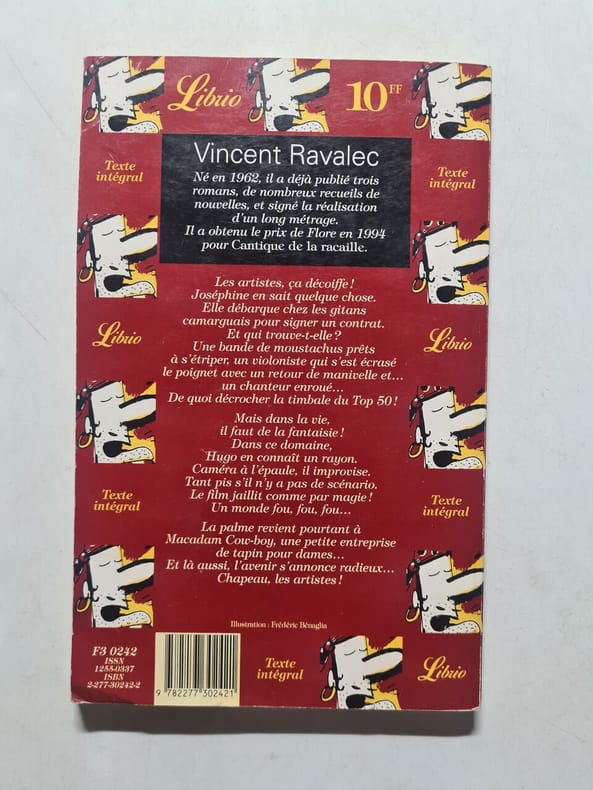 Librio
10FF
Texte
intégral
Texte
intégral
Vincent Ravalec
Né en 1962, il a déjà publié trois
romans, de nombreux recueils de
nouvelles, et signé la réalisation
d'un long métrage.
Il a obtenu le prix de Flore en 1994
pour Cantique de la racaille.
Les artistes, ça décoiffe !
Joséphine en sait quelque chose.
Elle débarque chez les gitans
camarguais pour signer un contrat.
Et qui trouve-t-elle ?
Une bande de moustachus prêts
à s'étriper, un violoniste qui s'est écrasé
le poignet avec un retour de manivelle et...
un chanteur enroué...
De quoi décrocher la timbale du Top 50 !
Librio
Librio
Mais dans la vie,
il faut de la fantaisie !
Dans ce domaine,
Hugo en connaît un rayon.
Caméra à l'épaule, il improvise.
Tant pis s'il n'y a pas de scénario.
Le film jaillit comme par magie !
Un monde fou, fou, fou...
Texte
intégral
Texte
intégral
La palme revient pourtant à
Macadam Cow-boy, une petite entreprise
de tapin pour dames...
Et là aussi, l'avenir s'annonce radieux...
Chapeau, les artistes !
Illustration : Frédéric Bénaglia
F3 0242
ISSN
1255-0337
ISBN
2-277-30242-2
9 782277 302421
Texte
intégral
Librio